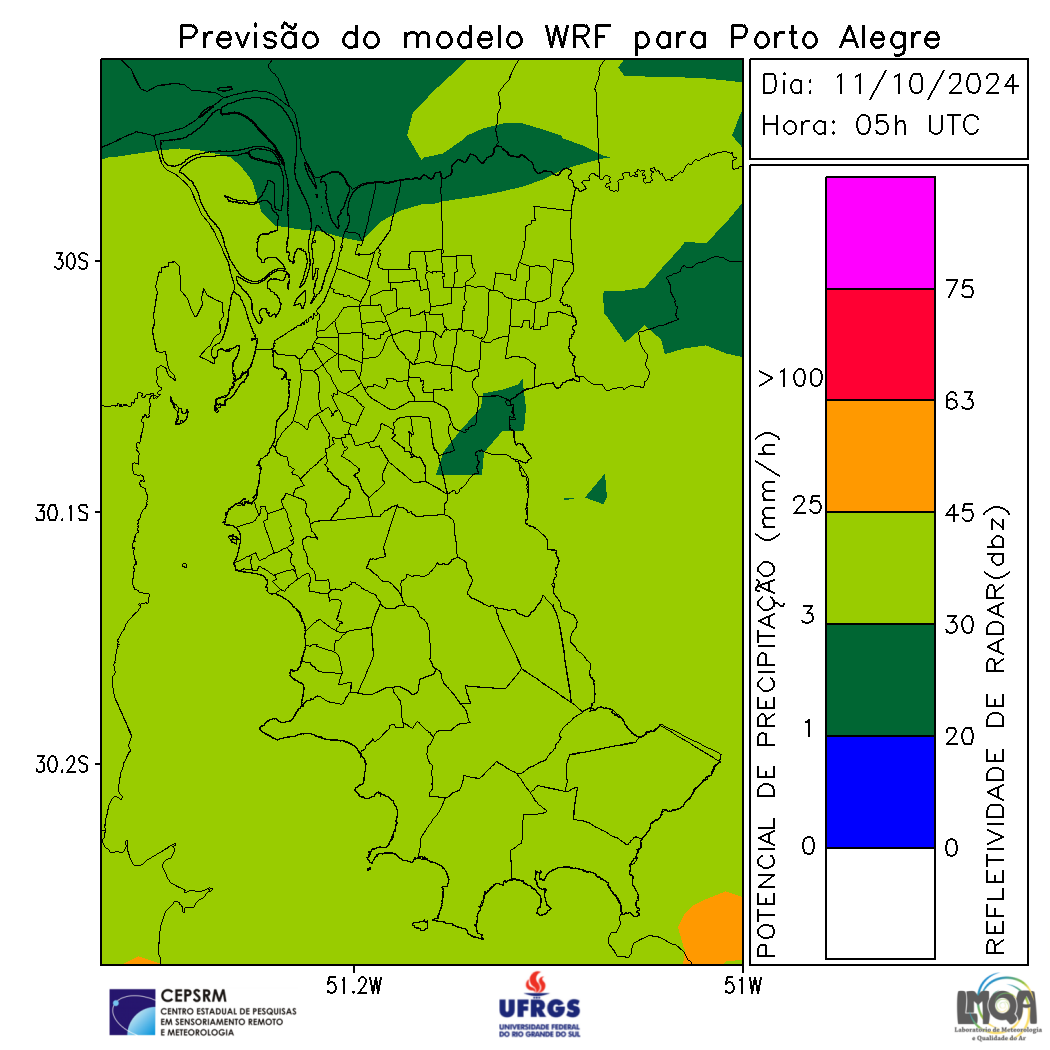 Previsão do modelo WRF para Porto Alegre
Dia: 11/10/2024
Hora: 05h UTC
30S
30.1S
30.2S
51.2W
51W
POTENCIAL DE PRECIPITAÇÃO (mm/h)
>100
25
3
1
0
75
63
45
30
20
0
REFLETIVIDADE DE RADAR(dbz)
CEPSRM
CENTRO ESTADUAL DE PESQUISAS
EM SENSORIAMENTO REMOTO
E METEOROLOGIA
UFRGS
UNIVERSIDADE FEDERAL
DO RIO GRANDE DO SUL
LMQA
Laboratório de Meteorologia
e Qualidade do Ar